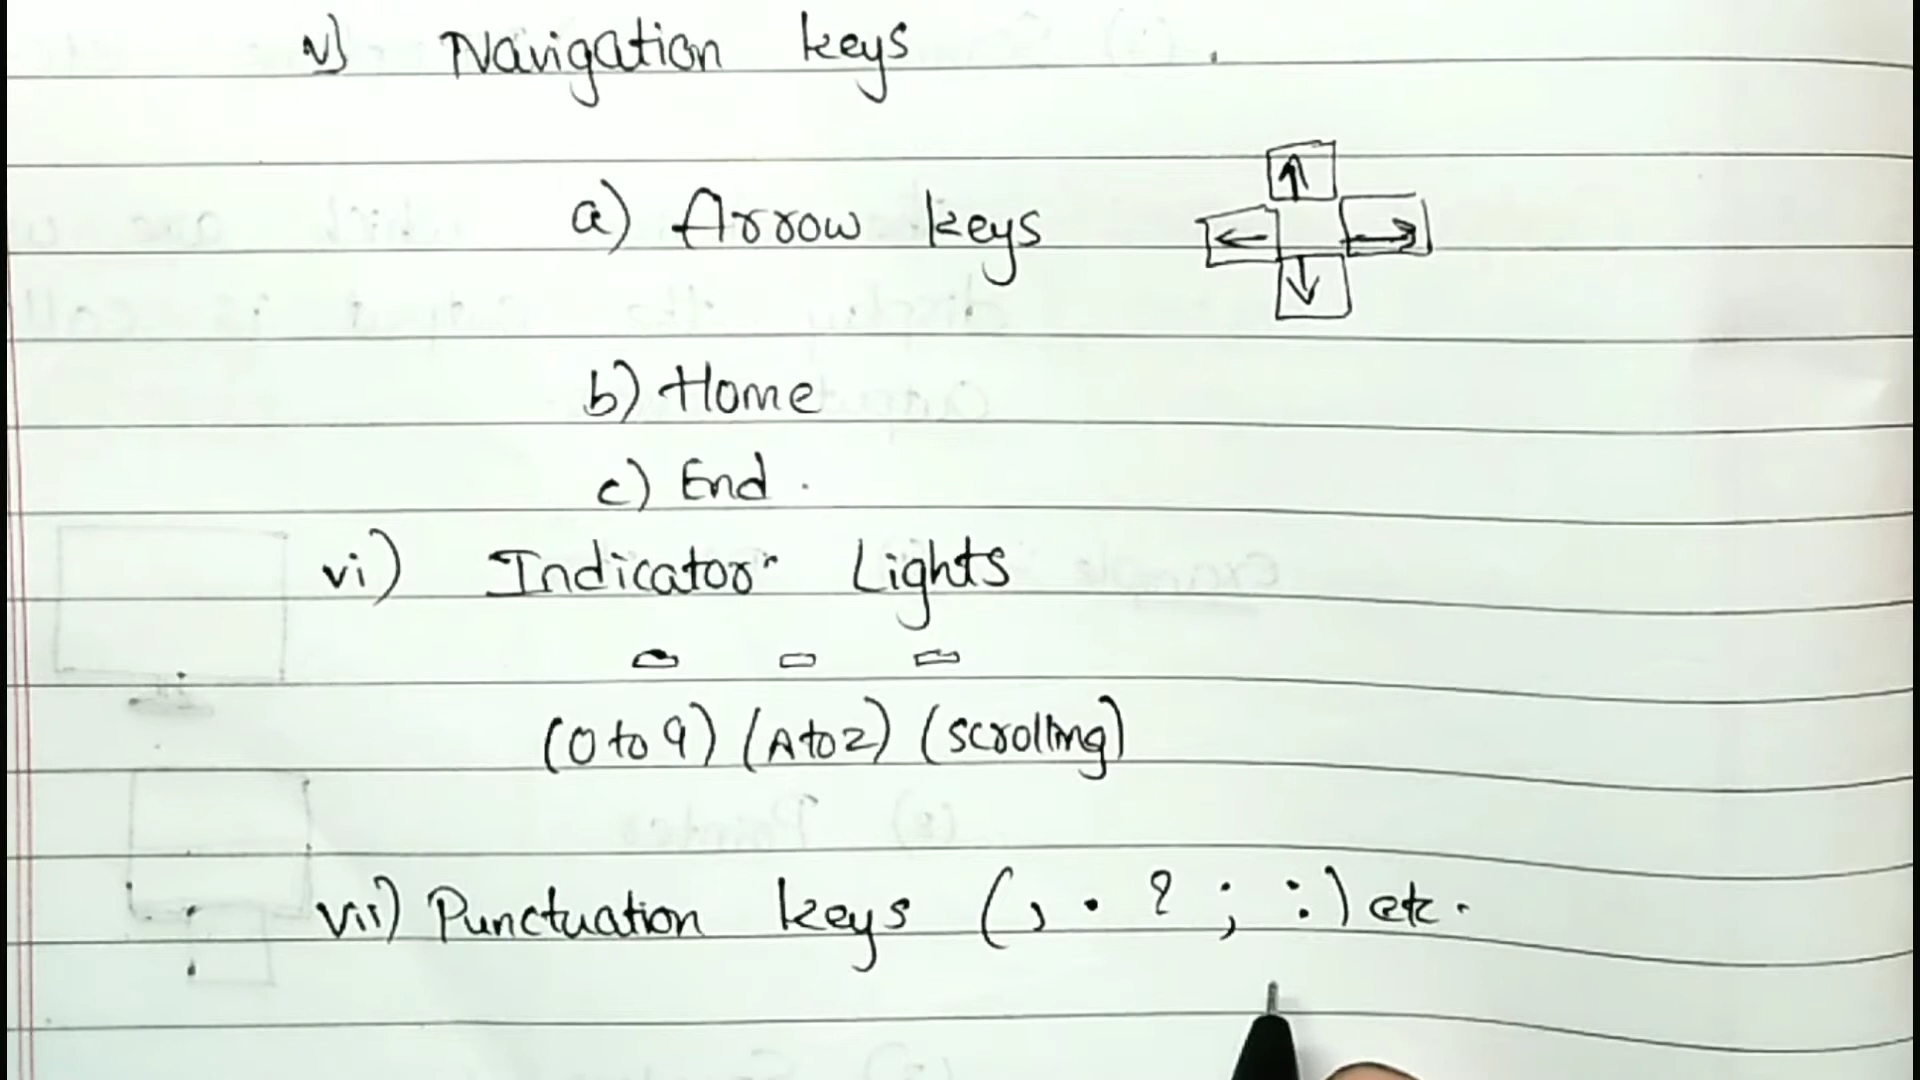 v) Navigation keys
a) Arrow keys ↑ ← → ↓
b) Home
c) End .
vi) Indicator Lights
(0 to 9) (A to Z) (scrolling)
vii) Punctuation keys ( , . ? ; : ) etc.